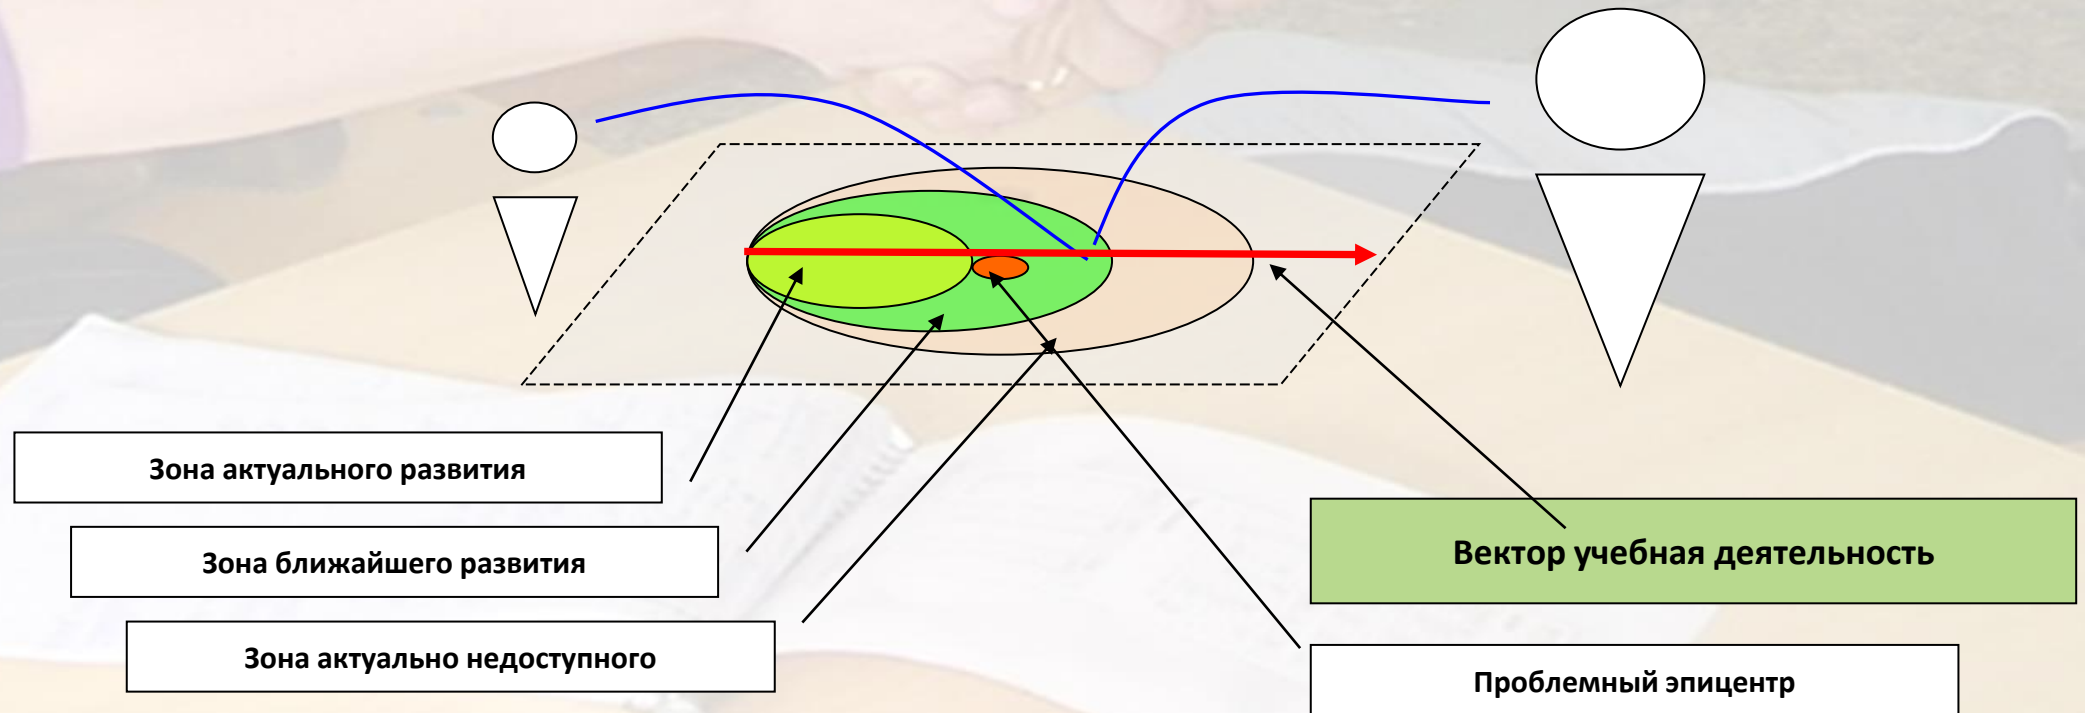 Зона актуального развития
Зона ближайшего развития
Зона актуально недоступного
Вектор учебная деятельность
Проблемный эпицентр